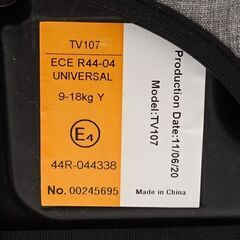 TV107
ECE R44-04
UNIVERSAL
9-18kg Y
E4
44R-044338
No. 00245695
Production Date:11/06/20
Model:TV107
Made in China